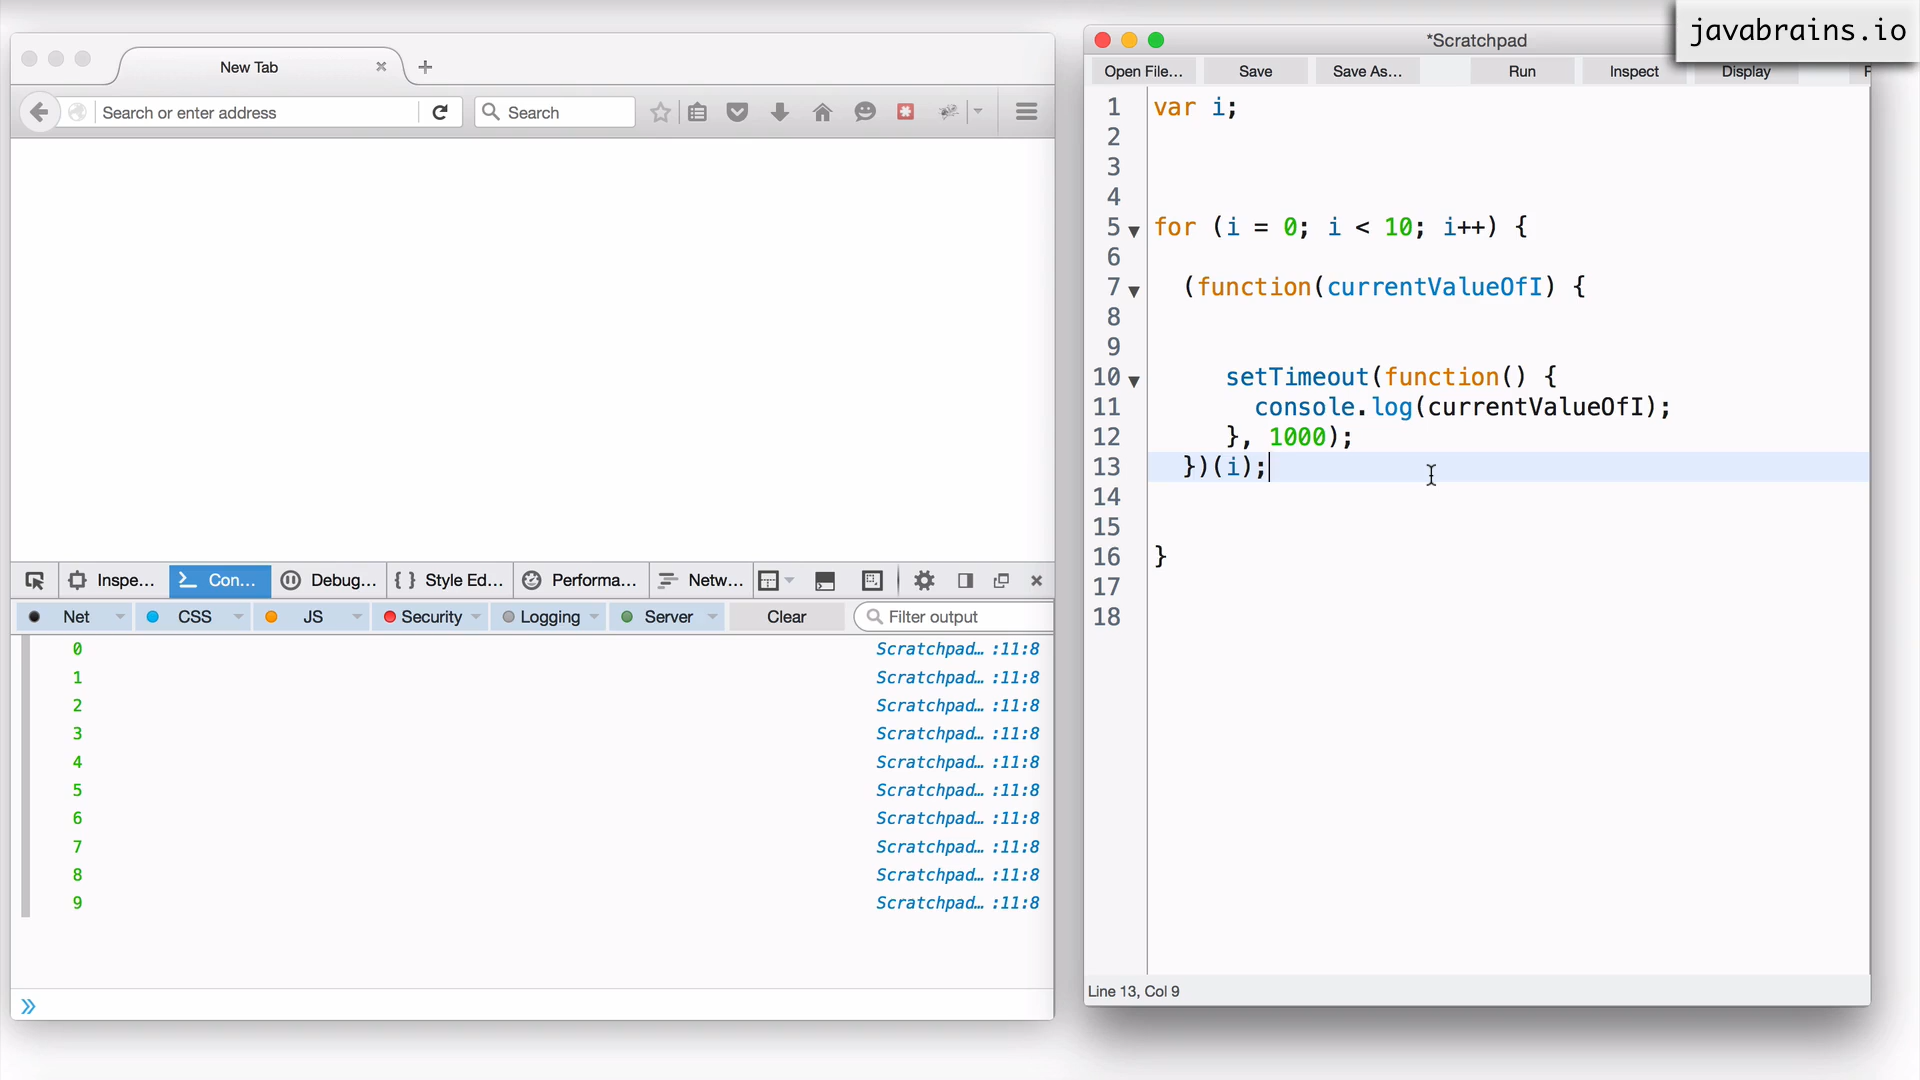 javabrains.io
New Tab
Search or enter address
Search
Inspe...
Con...
Debug...
{ } Style Ed...
Performa...
Netw...
Net
CSS
JS
Security
Logging
Server
Clear
Filter output
0 Scratchpad... :11:8
1 Scratchpad... :11:8
2 Scratchpad... :11:8
3 Scratchpad... :11:8
4 Scratchpad... :11:8
5 Scratchpad... :11:8
6 Scratchpad... :11:8
7 Scratchpad... :11:8
8 Scratchpad... :11:8
9 Scratchpad... :11:8
»
*Scratchpad
Open File...
Save
Save As...
Run
Inspect
Display
1 var i;
2
3
4
5 for (i = 0; i < 10; i++) {
6
7 (function(currentValueOfI) {
8
9
10 setTimeout(function() {
11 console.log(currentValueOfI);
12 }, 1000);
13 })(i);
14
15
16 }
17
18
Line 13, Col 9